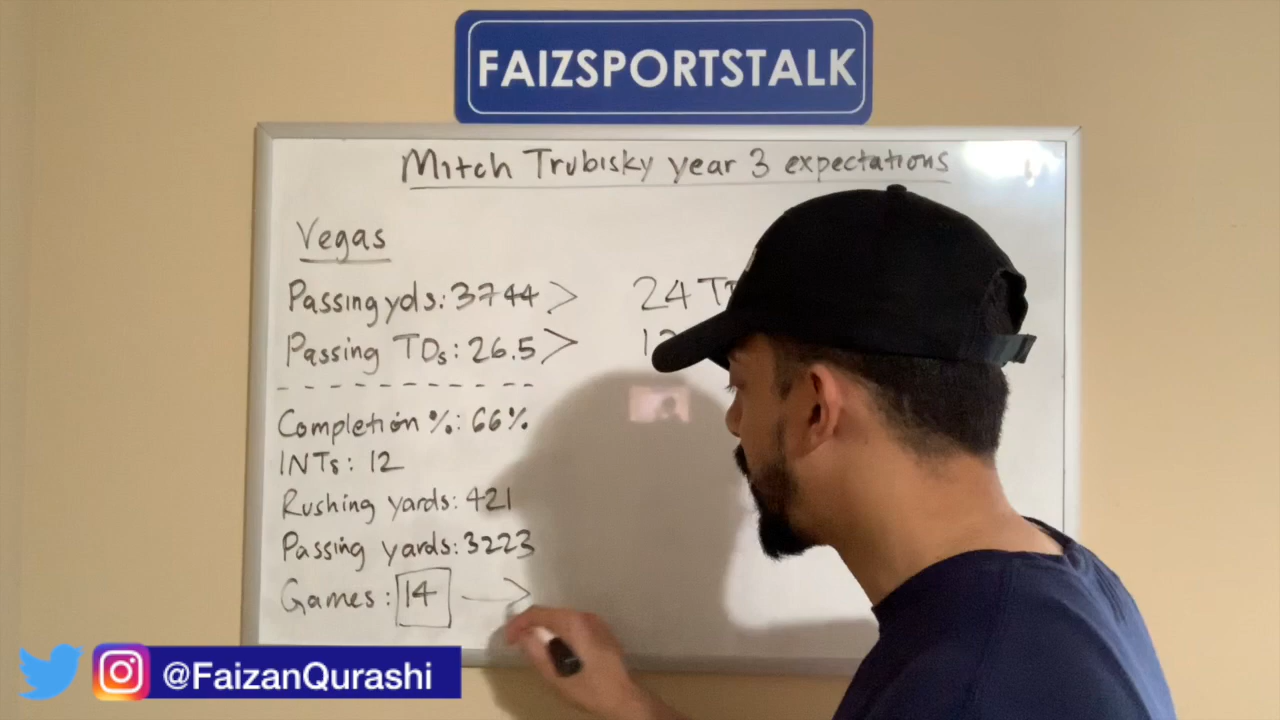 FAIZSPORTSTALK
Mitch Trubisky year 3 expectations
Vegas
Passing yds: 3744 >
Passing TDs: 26.5 >
24
Completion %: 66%
INTs: 12
Rushing yards: 421
Passing yards: 3223
Games: 14 →
@FaizanQurashi